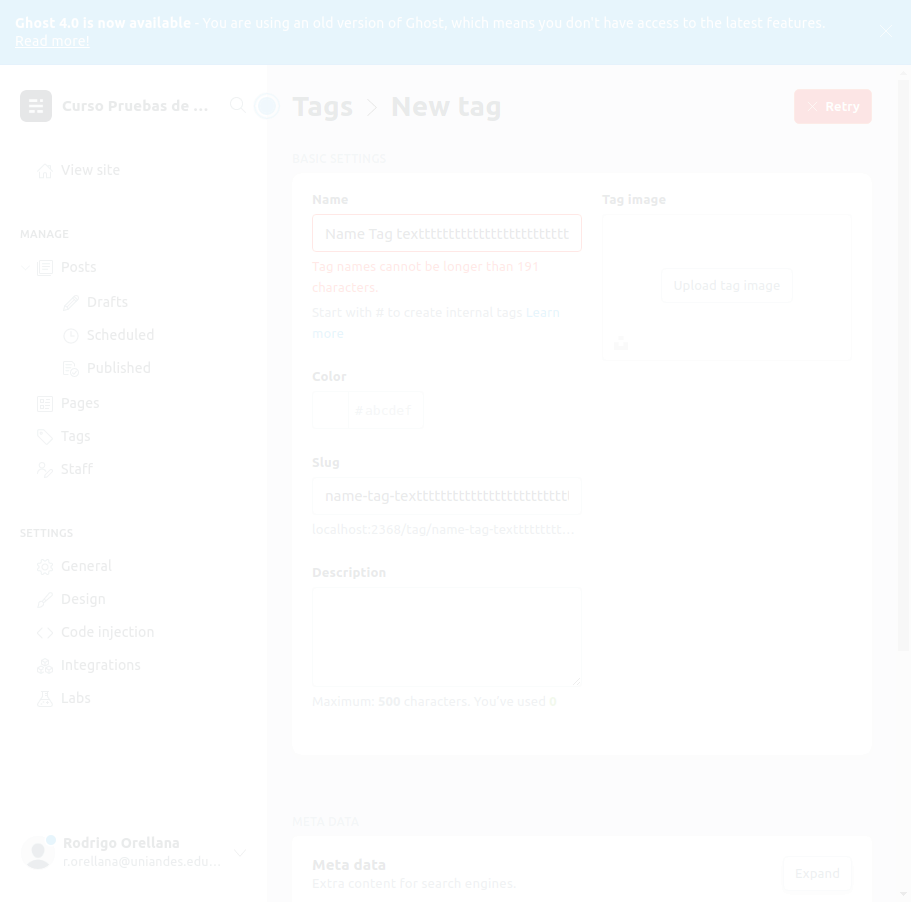 Ghost 4.0 is now available - You are using an old version of Ghost, which means you don't have access to the latest features.
Read more!
Curso Pruebas de ...
Tags > New tag
Retry
View site
BASIC SETTINGS
Name
Tag image
MANAGE
Posts
Drafts
Scheduled
Published
Pages
Tags
Staff
Name Tag texttttttttttttttttttttttttt
Tag names cannot be longer than 191
characters.
Start with # to create internal tags Learn
more
Upload tag image
Color
# abcdef
Slug
name-tag-textttttttttttttttttttttttttt
localhost:2368/tag/name-tag-textttttttt...
SETTINGS
General
Design
Code injection
Integrations
Labs
Description
Maximum: 500 characters. You've used 0
META DATA
Meta data
Extra content for search engines.
Expand
Rodrigo Orellana
r.orellana@uniandes.edu...